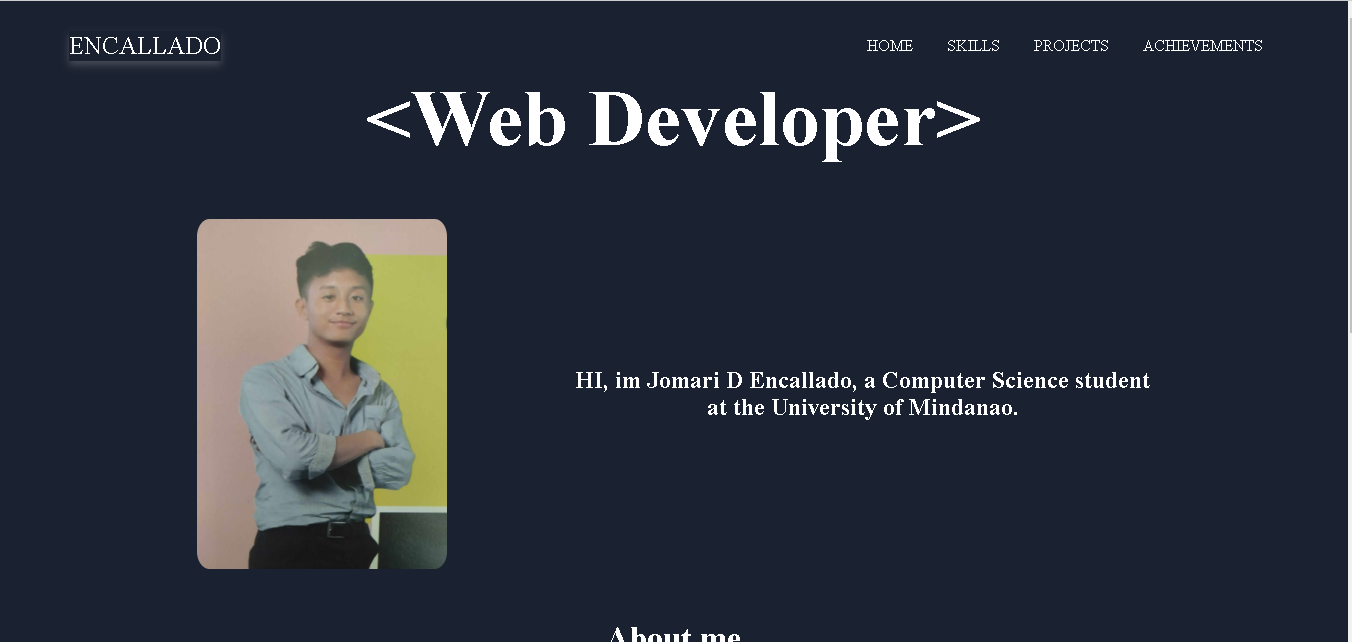 ENCALLADO
HOME SKILLS PROJECTS ACHIEVEMENTS
<Web Developer>
HI, im Jomari D Encallado, a Computer Science student
at the University of Mindanao.
About me